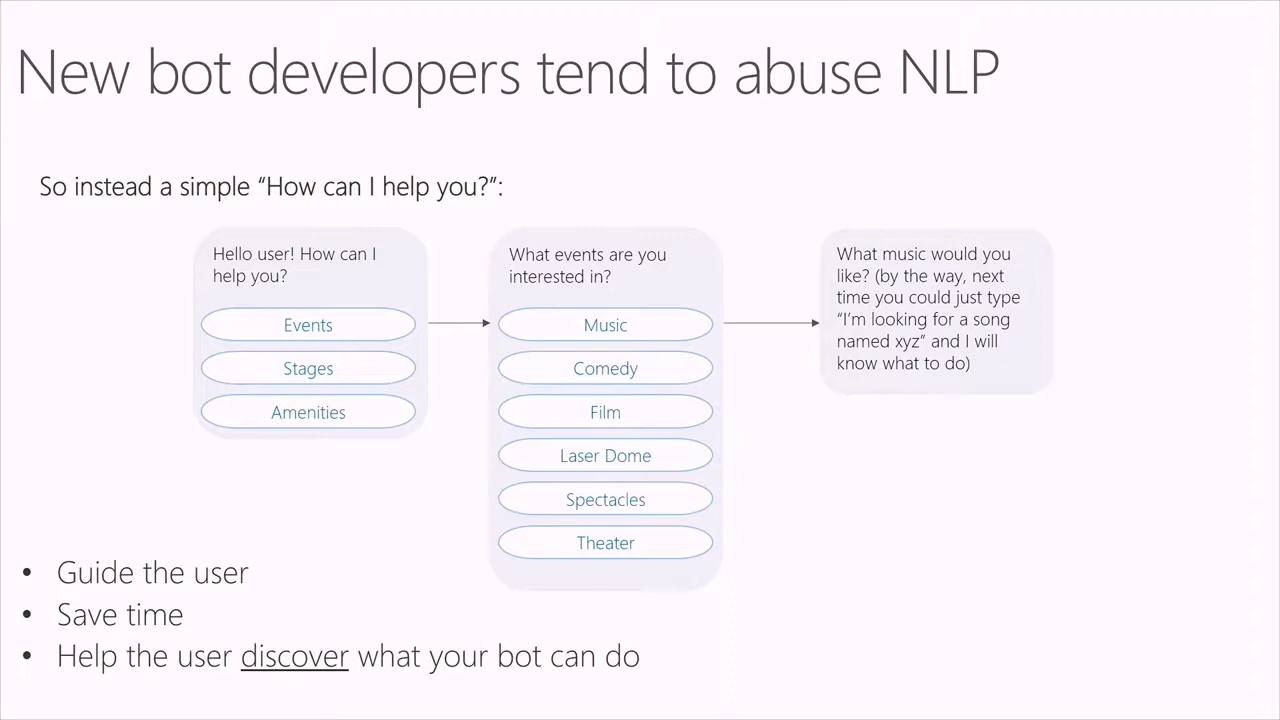 New bot developers tend to abuse NLP
So instead a simple “How can I help you?”:
Hello user! How can I
help you?
Events
Stages
Amenities
What events are you
interested in?
Music
Comedy
Film
Laser Dome
Spectacles
Theater
What music would you
like? (by the way, next
time you could just type
“I’m looking for a song
named xyz” and I will
know what to do)
• Guide the user
• Save time
• Help the user discover what your bot can do